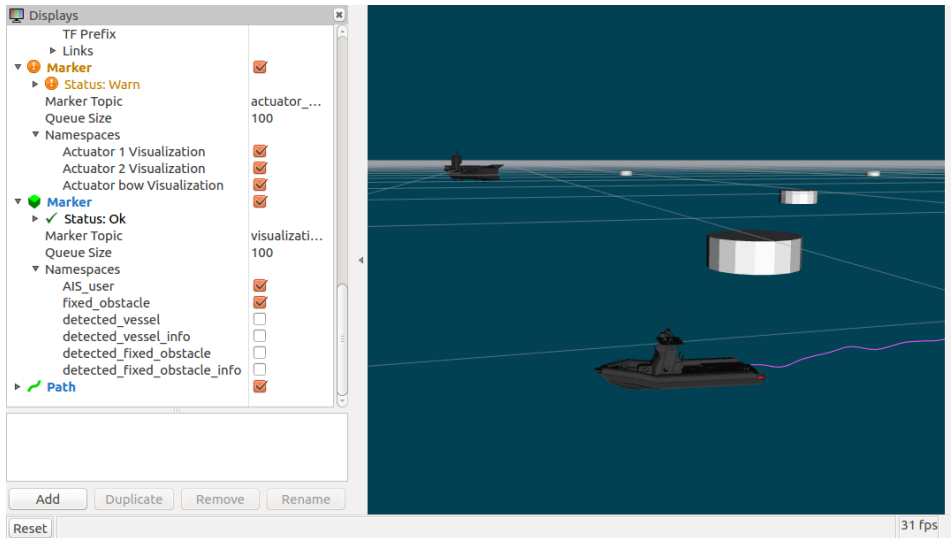 Displays
TF Prefix
Links
Marker
Status: Warn
Marker Topic actuator_...
Queue Size 100
Namespaces
Actuator 1 Visualization
Actuator 2 Visualization
Actuator bow Visualization
Marker
Status: Ok
Marker Topic visualizati...
Queue Size 100
Namespaces
AIS_user
fixed_obstacle
detected_vessel
detected_vessel_info
detected_fixed_obstacle
detected_fixed_obstacle_info
Path
Add Duplicate Remove Rename
Reset 31 fps